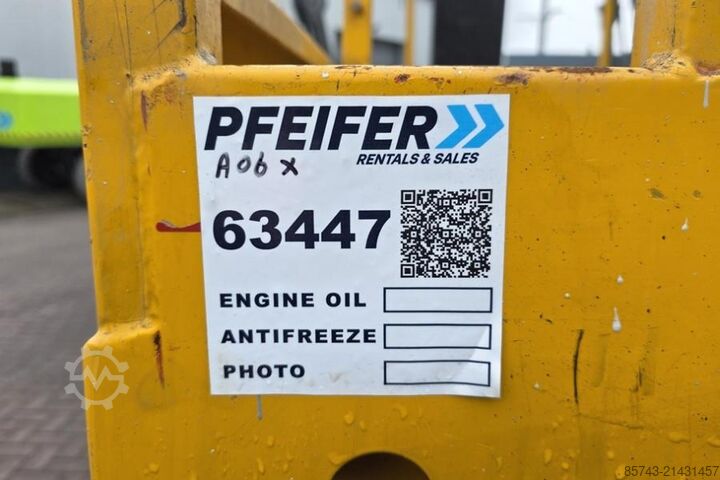 PFEIFER
RENTALS & SALES
A06 X
63447
ENGINE OIL
ANTIFREEZE
PHOTO
85743-21431457